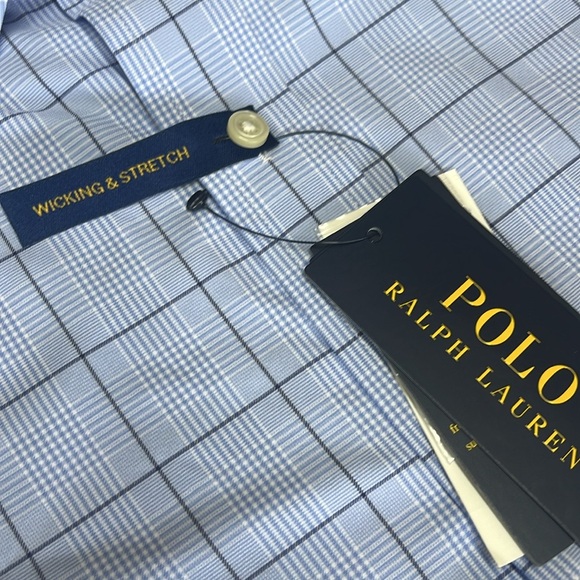 WICKING & STRETCH
POLO
RALPH LAUREN